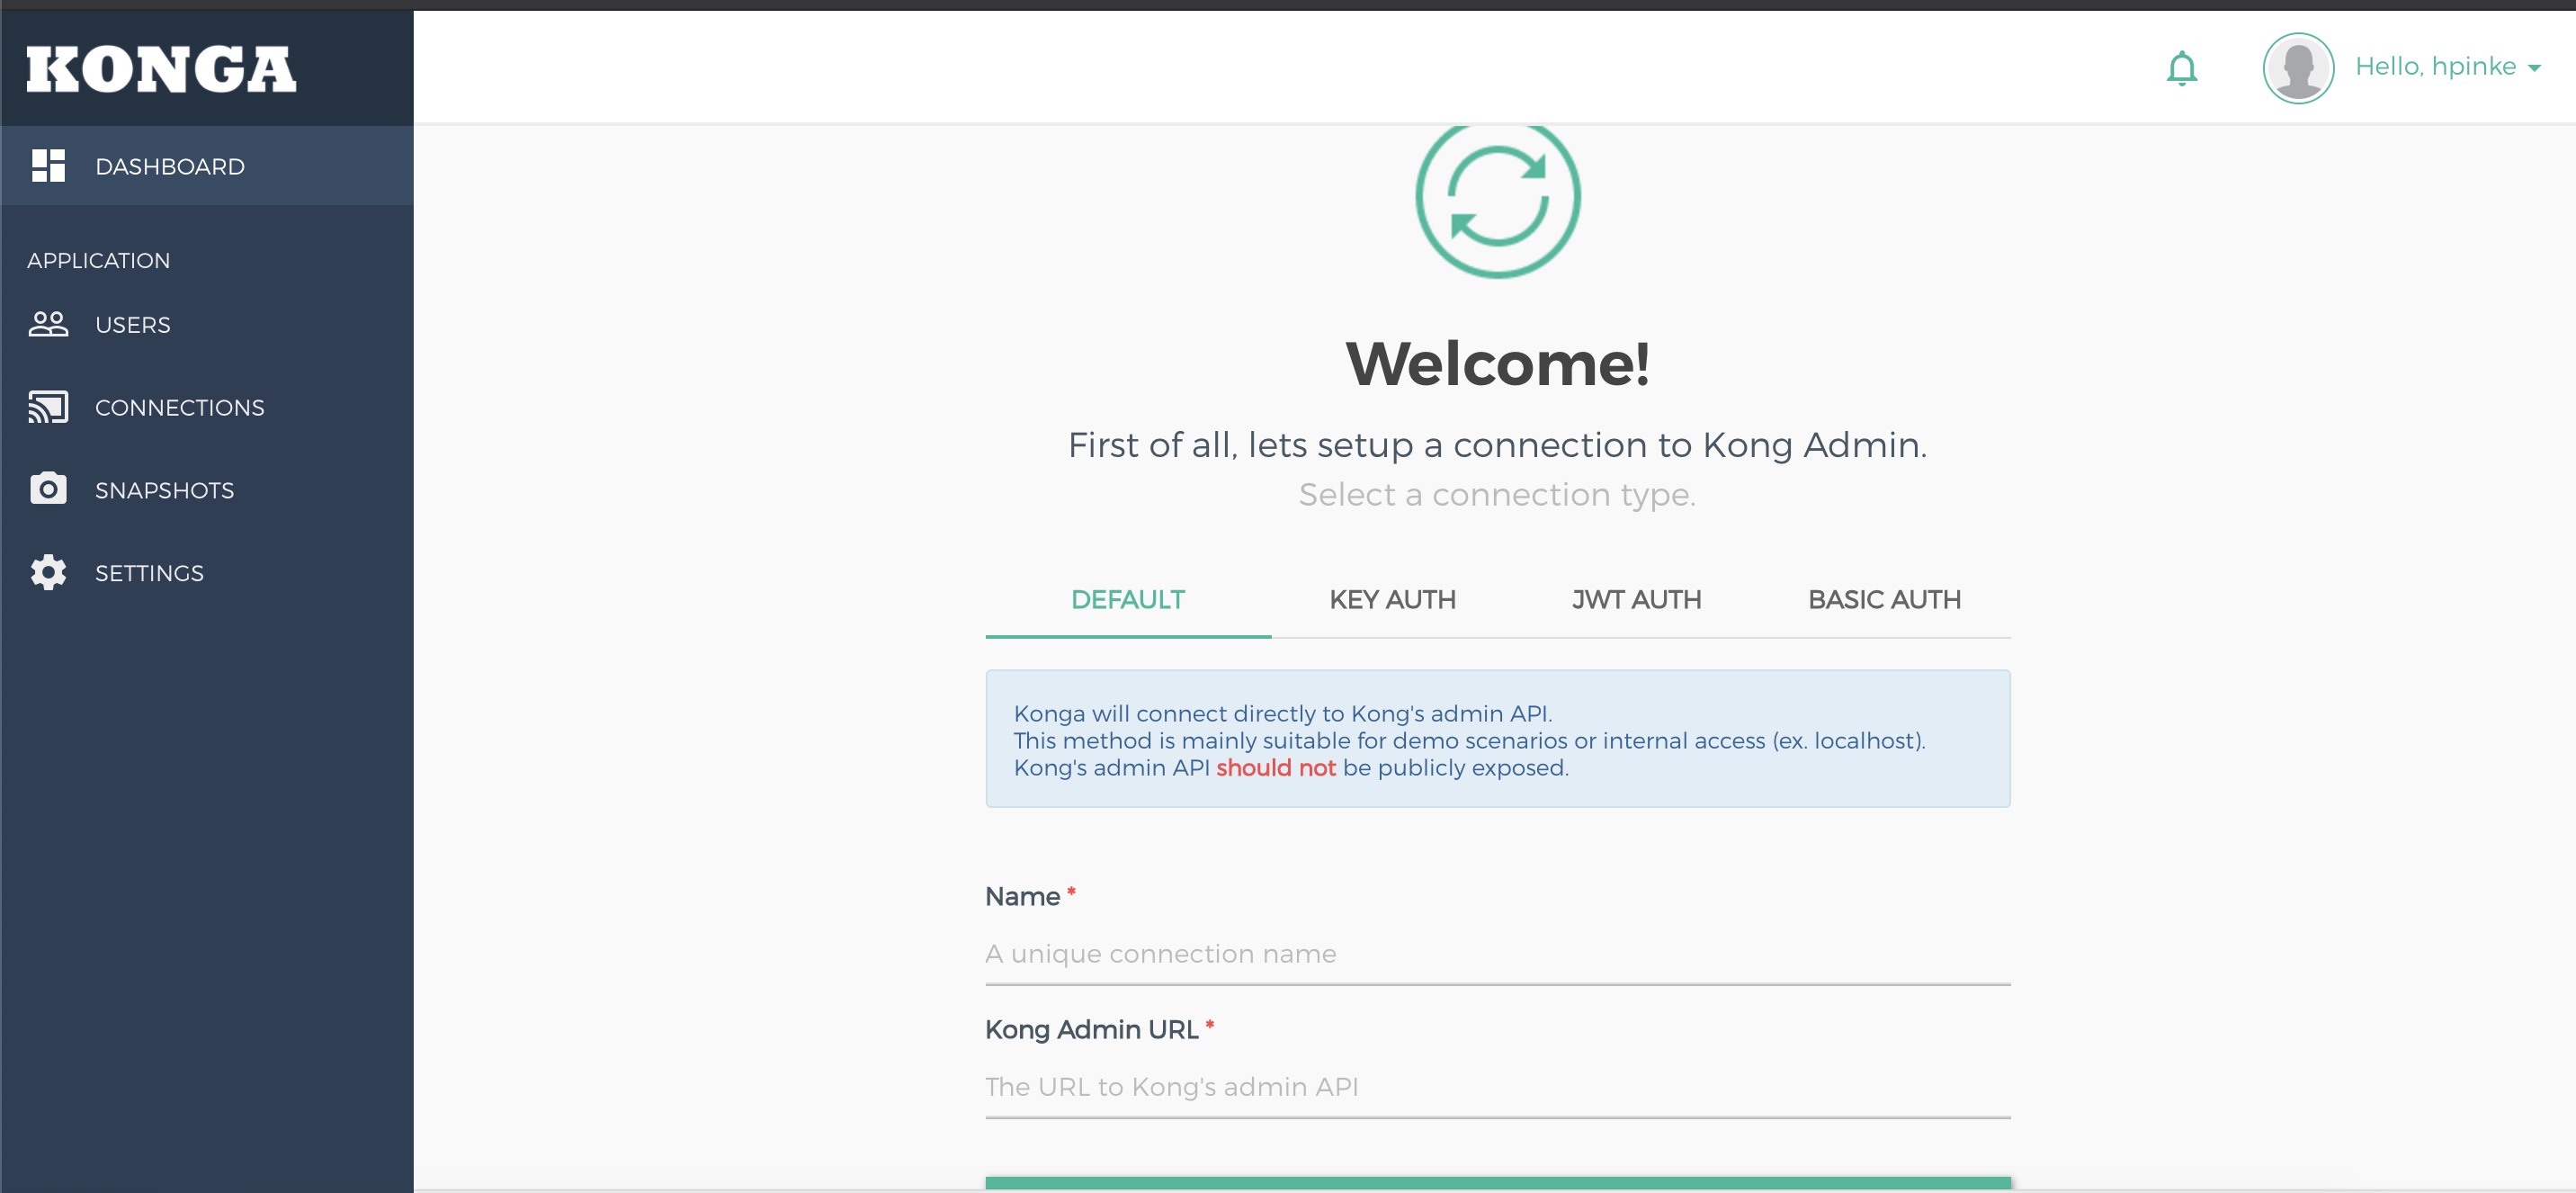 KONGA
Hello, hpinke
DASHBOARD
APPLICATION
USERS
CONNECTIONS
SNAPSHOTS
SETTINGS
Welcome!
First of all, lets setup a connection to Kong Admin.
Select a connection type.
DEFAULT KEY AUTH JWT AUTH BASIC AUTH
Konga will connect directly to Kong's admin API.
This method is mainly suitable for demo scenarios or internal access (ex. localhost).
Kong's admin API should not be publicly exposed.
Name *
A unique connection name
Kong Admin URL *
The URL to Kong's admin API